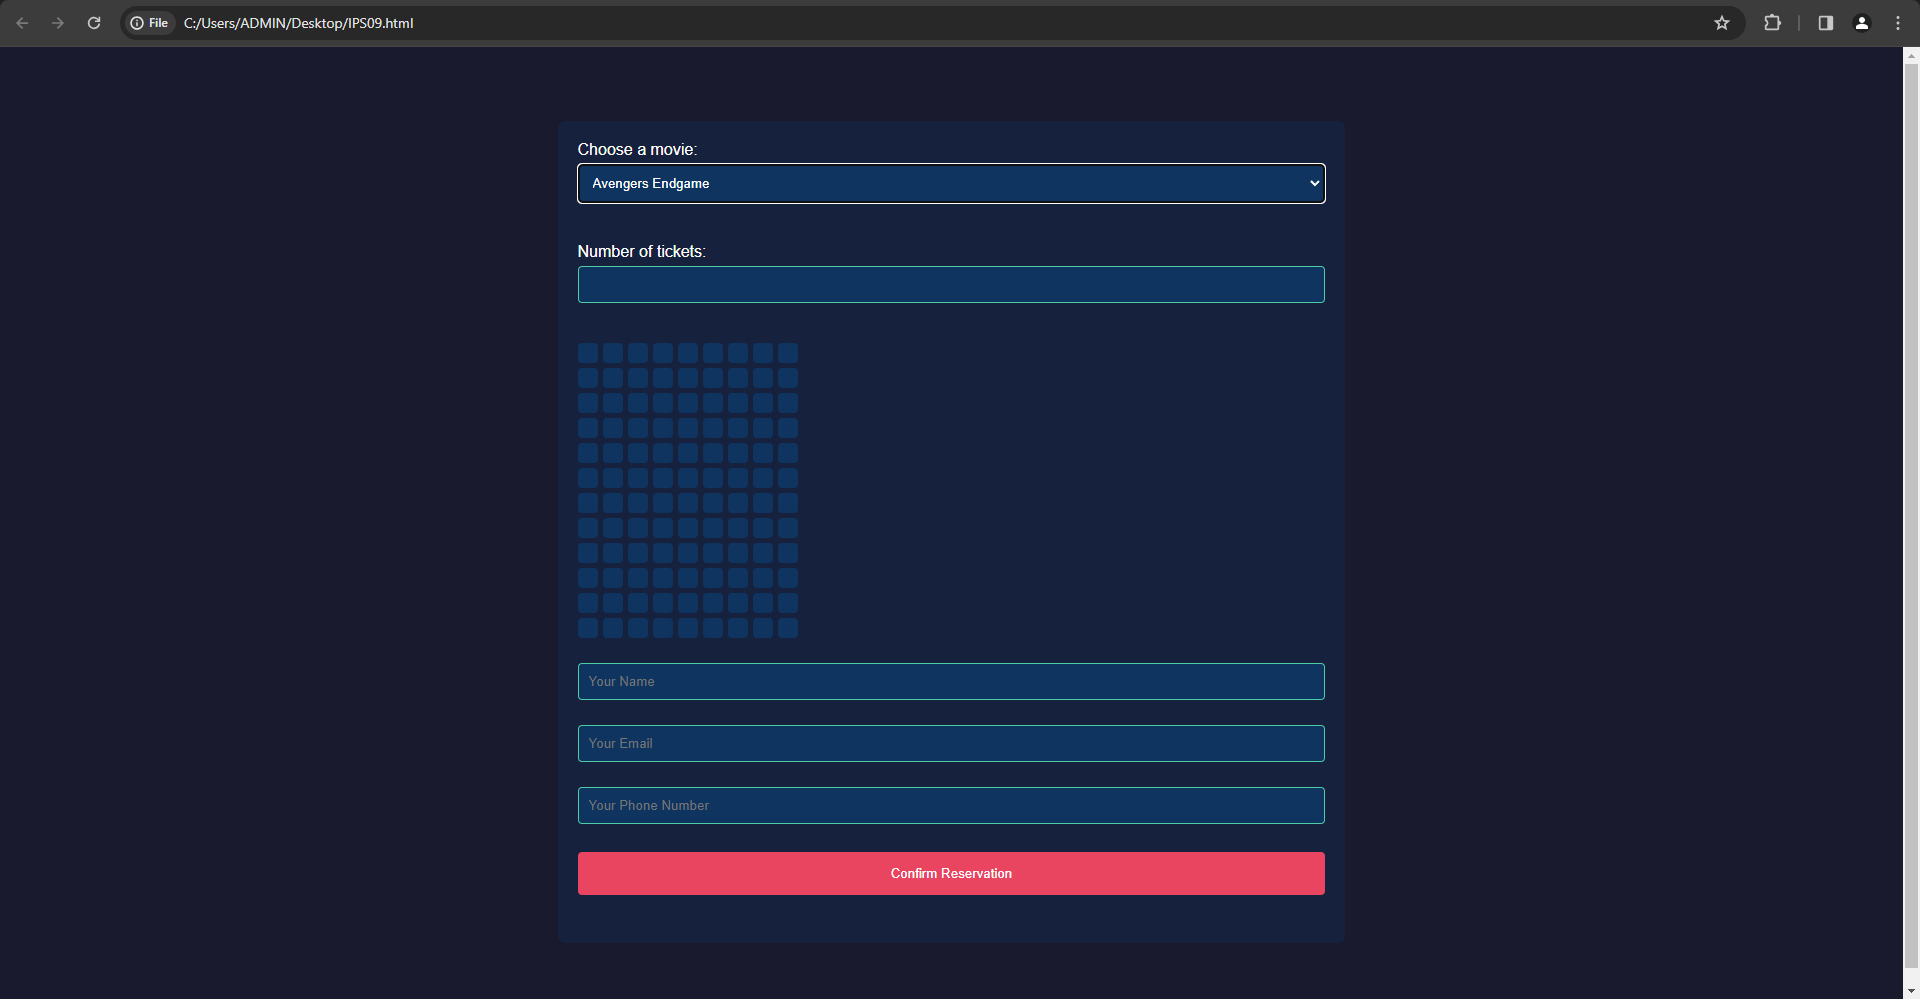 File C:/Users/ADMIN/Desktop/IPS09.html
Choose a movie:
Avengers Endgame
Number of tickets:
Your Name
Your Email
Your Phone Number
Confirm Reservation